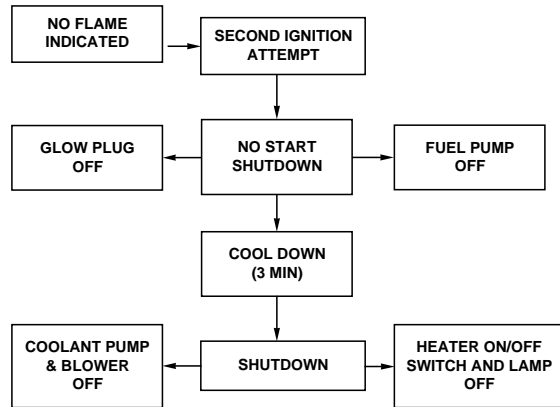 NO FLAME
INDICATED
SECOND IGNITION
ATTEMPT
GLOW PLUG
OFF
NO START
SHUTDOWN
FUEL PUMP
OFF
COOL DOWN
(3 MIN)
COOLANT PUMP
& BLOWER
OFF
SHUTDOWN
HEATER ON/OFF
SWITCH AND LAMP
OFF